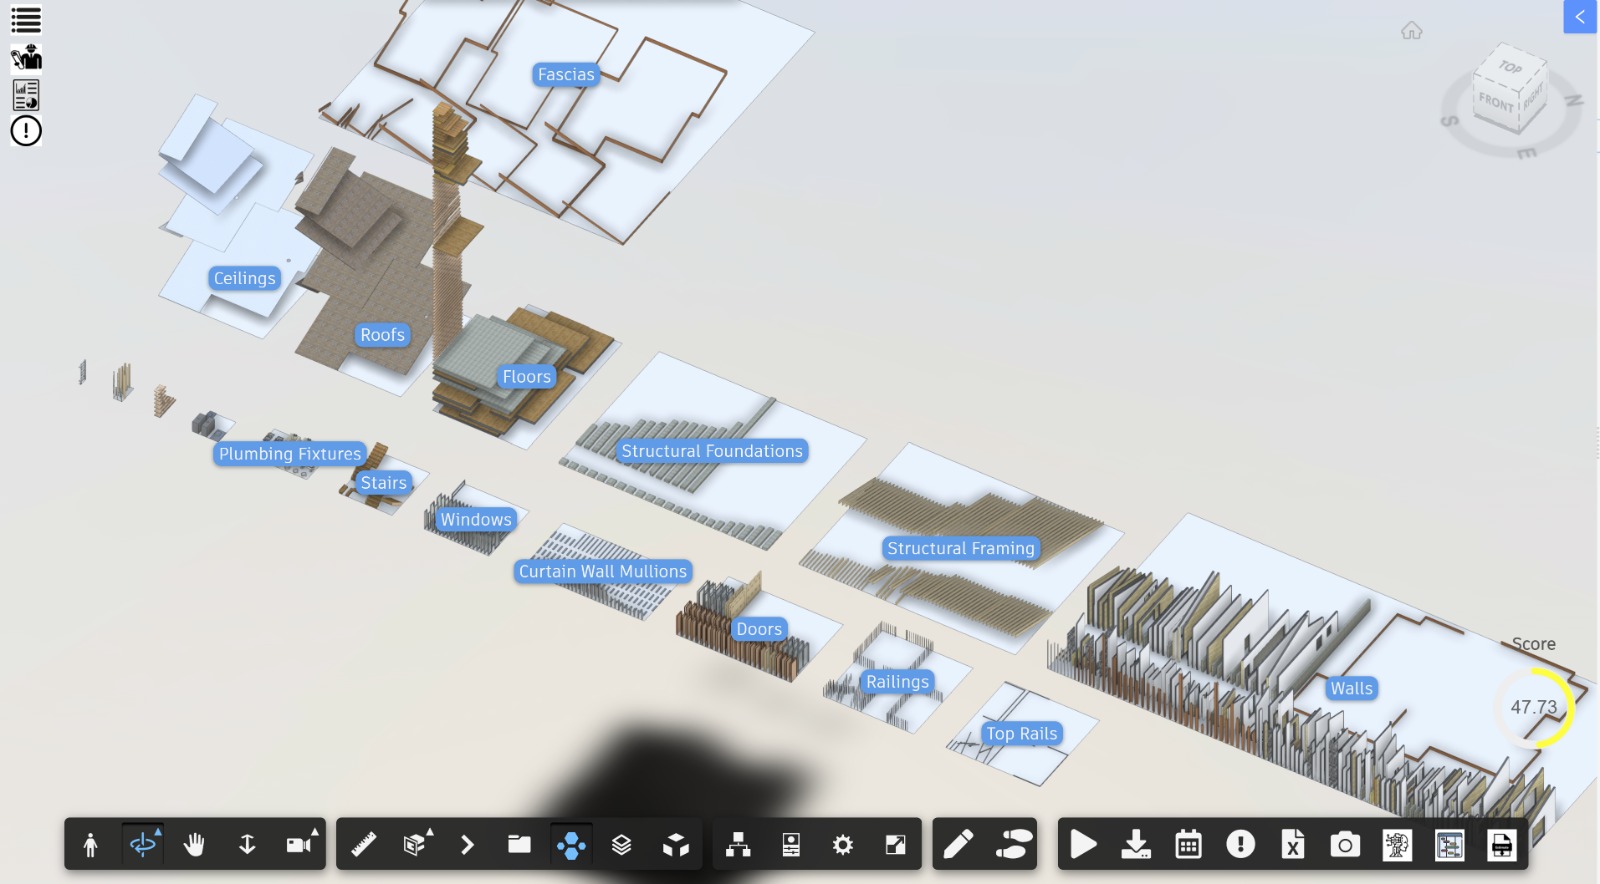 Fascias
TOP
FRONT
RIGHT
N
S
E
Ceilings
Roofs
Floors
Structural Foundations
Plumbing Fixtures
Stairs
Windows
Structural Framing
Curtain Wall Mullions
Doors
Score
Railings
Walls
47.73
Top Rails
X